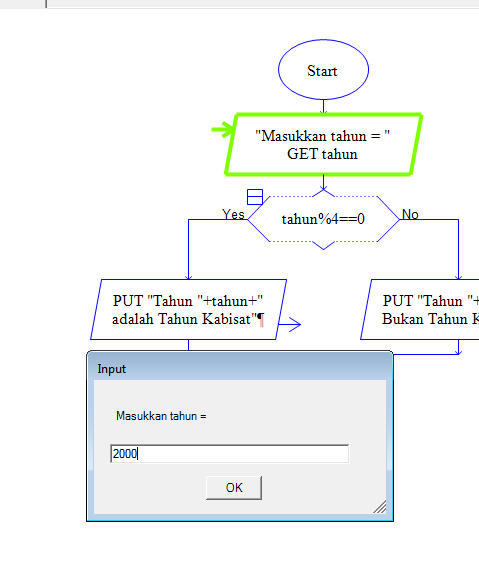 Start
"Masukkan tahun = "
GET tahun
Yes
tahun%4==0
No
PUT "Tahun "+tahun+"
adalah Tahun Kabisat"¶
PUT "Tahun "+
Bukan Tahun K
Input
Masukkan tahun =
2000
OK